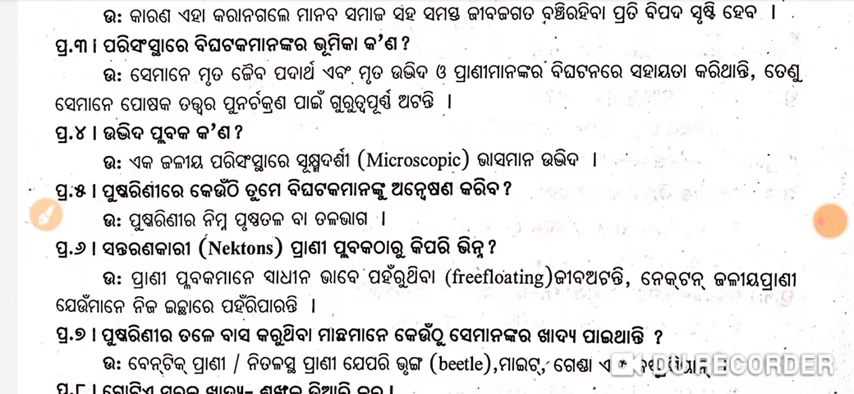 ଉ: କାରଣ ଏହା କରାନଗଲେ ମାନବ ସମାଜ ସହ ସମସ୍ତ ଜୀବଜଗତ ବଞ୍ଚିରହିବା ପ୍ରତି ବିପଦ ସୃଷ୍ଟି ହେବ ।
ପ୍ର.୩ । ପରିସଂସ୍ଥାରେ ବିଘଟକମାନଙ୍କର ଭୂମିକା କ'ଣ ?
ଉ: ସେମାନେ ମୃତ ଜୈବ ପଦାର୍ଥ ଏବଂ ମୃତ ଉଦ୍ଭିଦ ଓ ପ୍ରାଣୀମାନଙ୍କର ବିଘଟନରେ ସହାୟତା କରିଥାନ୍ତି, ତେଣୁ
ସେମାନେ ପୋଷକ ତତ୍ତ୍ୱର ପୁନର୍ଚକ୍ରଣ ପାଇଁ ଗୁରୁତ୍ୱପୂର୍ଣ୍ଣ ଅଟନ୍ତି ।
ପ୍ର.୪ । ଉଦ୍ଭିଦ ପ୍ଲବକ କ'ଣ ?
ଉ: ଏକ ଜଳୀୟ ପରିସଂସ୍ଥାରେ ସୂକ୍ଷ୍ମଦର୍ଶୀ (Microscopic) ଭାସମାନ ଉଦ୍ଭିଦ ।
ପ୍ର.୫ । ପୁଷ୍କରିଣୀରେ କେଉଁଠି ତୁମେ ବିଘଟକମାନଙ୍କୁ ଅନ୍ୱେଷଣ କରିବ ?
ଉ: ପୁଷ୍କରିଣୀର ନିମ୍ନ ପୃଷ୍ଠତଳ ବା ତଳଭାଗ ।
ପ୍ର.୬ । ସନ୍ତରଣକାରୀ (Nektons) ପ୍ରାଣୀ ପ୍ଲବକଠାରୁ କିପରି ଭିନ୍ନ ?
ଉ: ପ୍ରାଣୀ ପ୍ଳବକମାନେ ସାଧୀନ ଭାବେ ପହଁରୁଥିବା (freefloating)ଜୀବଅଟନ୍ତି, ନେକ୍‌ଟନ୍ ଜଳୀୟପ୍ରାଣୀ
ଯେଉଁମାନେ ନିଜ ଇଚ୍ଛାରେ ପହଁରିପାରନ୍ତି ।
ପ୍ର.୭ । ପୁଷ୍କରିଣୀର ତଳେ ବାସ କରୁଥିବା ମାଛମାନେ କେଉଁଠୁ ସେମାନଙ୍କର ଖାଦ୍ୟ ପାଇଥାନ୍ତି ?
ଉ: ବେନ୍‌ଟିକ୍ ପ୍ରାଣୀ / ନିତଳସ୍ଥ ପ୍ରାଣୀ ଯେପରି ଭୃଙ୍ଗ (beetle),ମାଇଟ୍, ଗେଣ୍ଡା
DU RECORDER
ପ୍ର.୮ ।